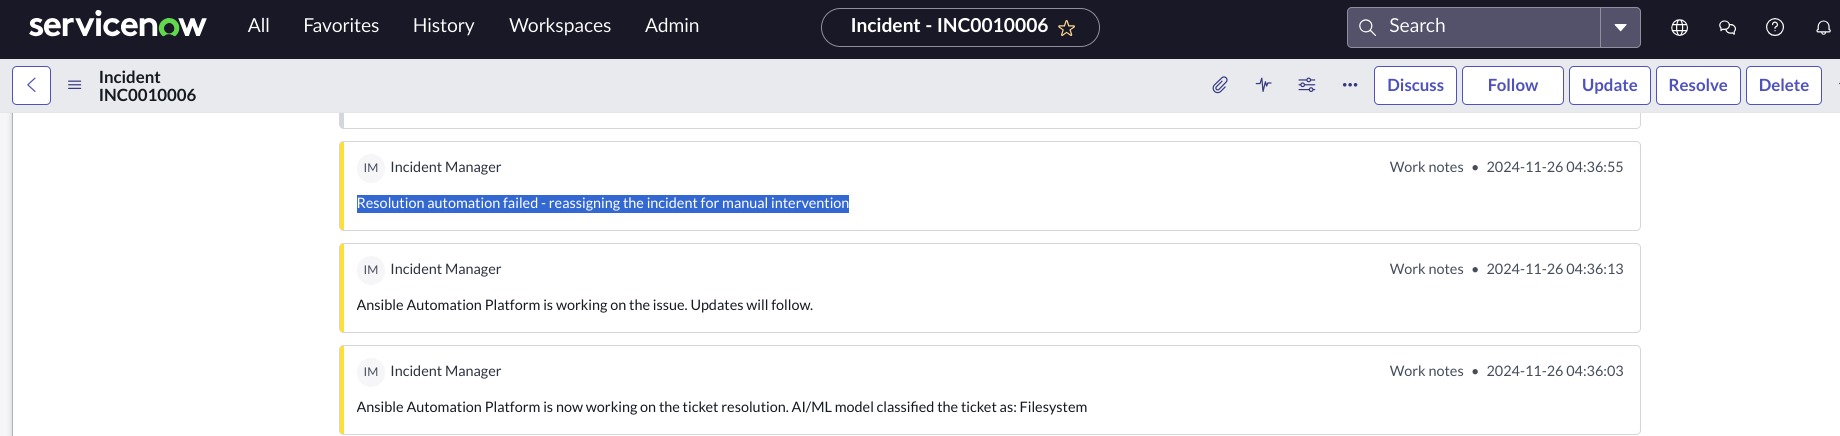 servicenow All Favorites History Workspaces Admin Incident - INC0010006 Search
Incident
INC0010006
Discuss Follow Update Resolve Delete
IM Incident Manager Work notes • 2024-11-26 04:36:55
Resolution automation failed - reassigning the incident for manual intervention
IM Incident Manager Work notes • 2024-11-26 04:36:13
Ansible Automation Platform is working on the issue. Updates will follow.
IM Incident Manager Work notes • 2024-11-26 04:36:03
Ansible Automation Platform is now working on the ticket resolution. AI/ML model classified the ticket as: Filesystem